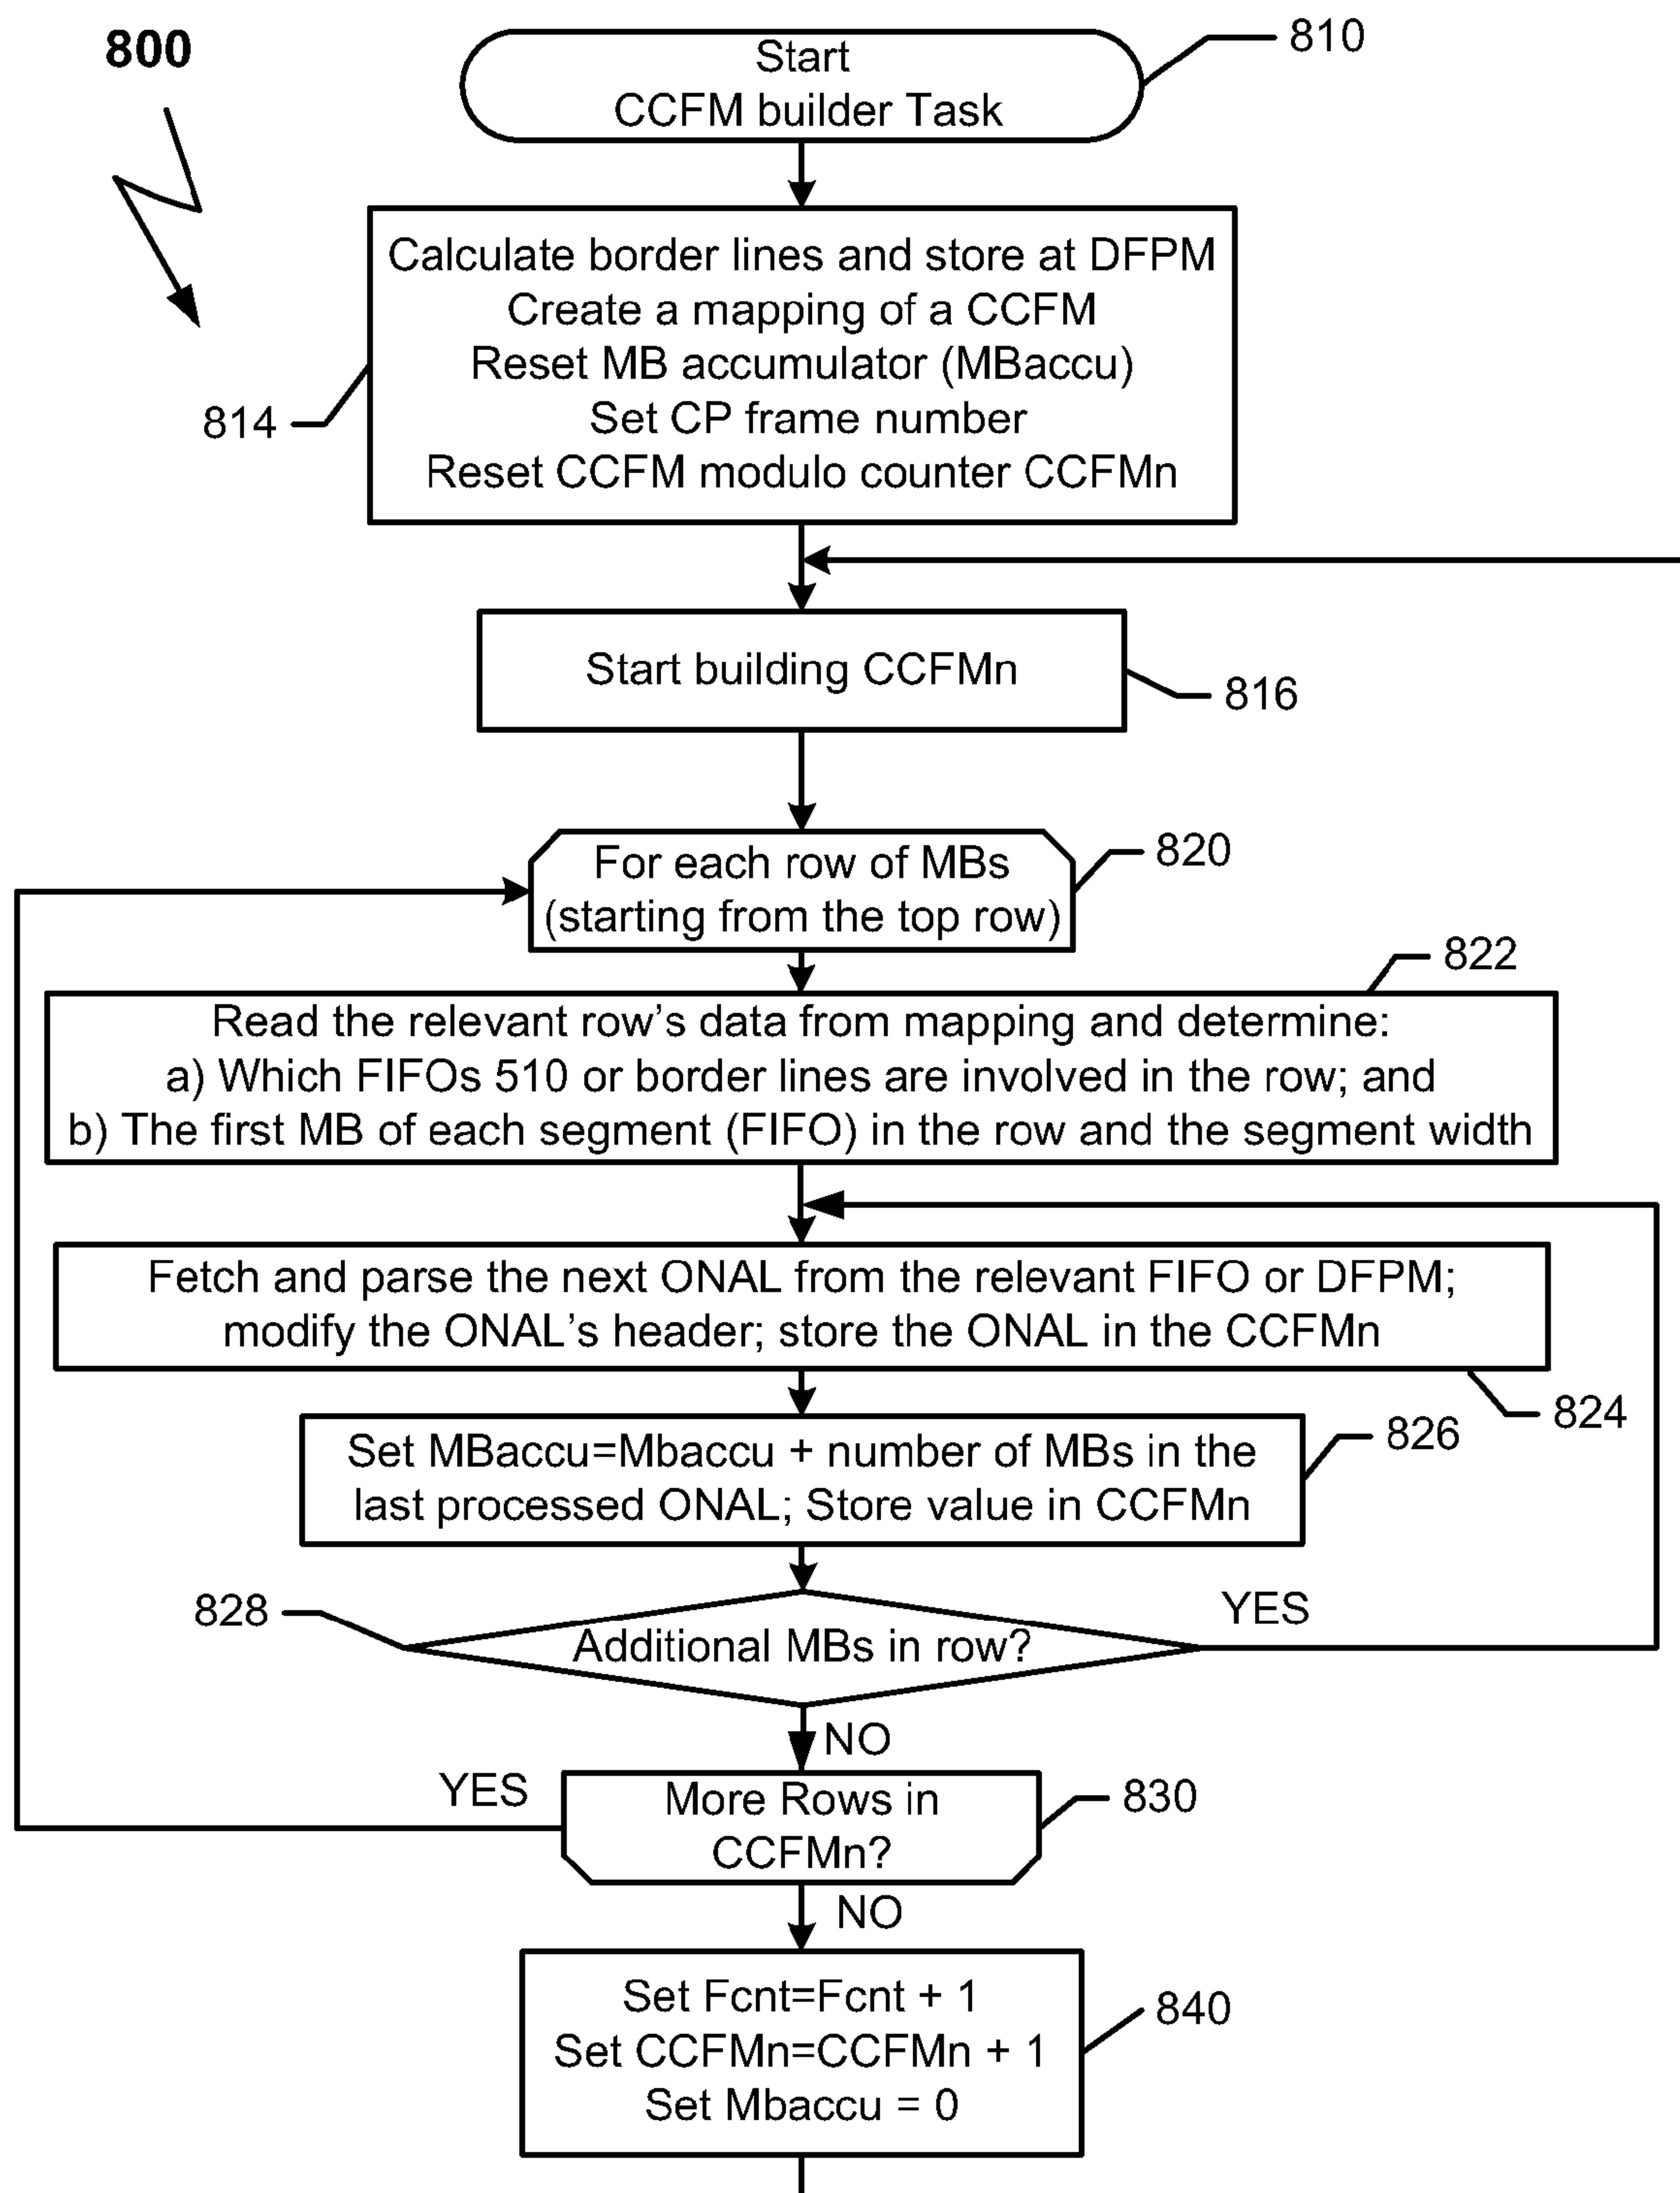 800
Start
CCFM builder Task
810
Calculate border lines and store at DFPM
Create a mapping of a CCFM
Reset MB accumulator (MBaccu)
Set CP frame number
Reset CCFM modulo counter CCFMn
814
Start building CCFMn
816
For each row of MBs
(starting from the top row)
820
822
Read the relevant row's data from mapping and determine:
a) Which FIFOs 510 or border lines are involved in the row; and
b) The first MB of each segment (FIFO) in the row and the segment width
Fetch and parse the next ONAL from the relevant FIFO or DFPM;
modify the ONAL's header; store the ONAL in the CCFMn
824
Set MBaccu=Mbaccu + number of MBs in the
last processed ONAL; Store value in CCFMn
826
828
Additional MBs in row?
YES
NO
YES
More Rows in
CCFMn?
830
NO
Set Fcnt=Fcnt + 1
Set CCFMn=CCFMn + 1
Set Mbaccu = 0
840